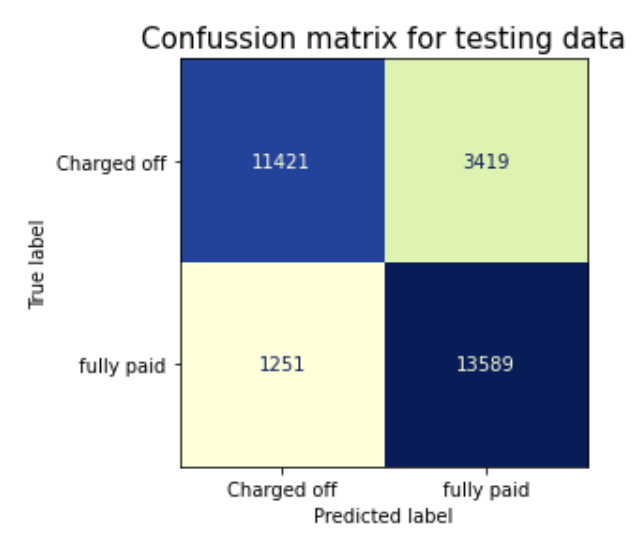 Confussion matrix for testing data
True label
Charged off
11421
3419
fully paid
1251
13589
Charged off
fully paid
Predicted label